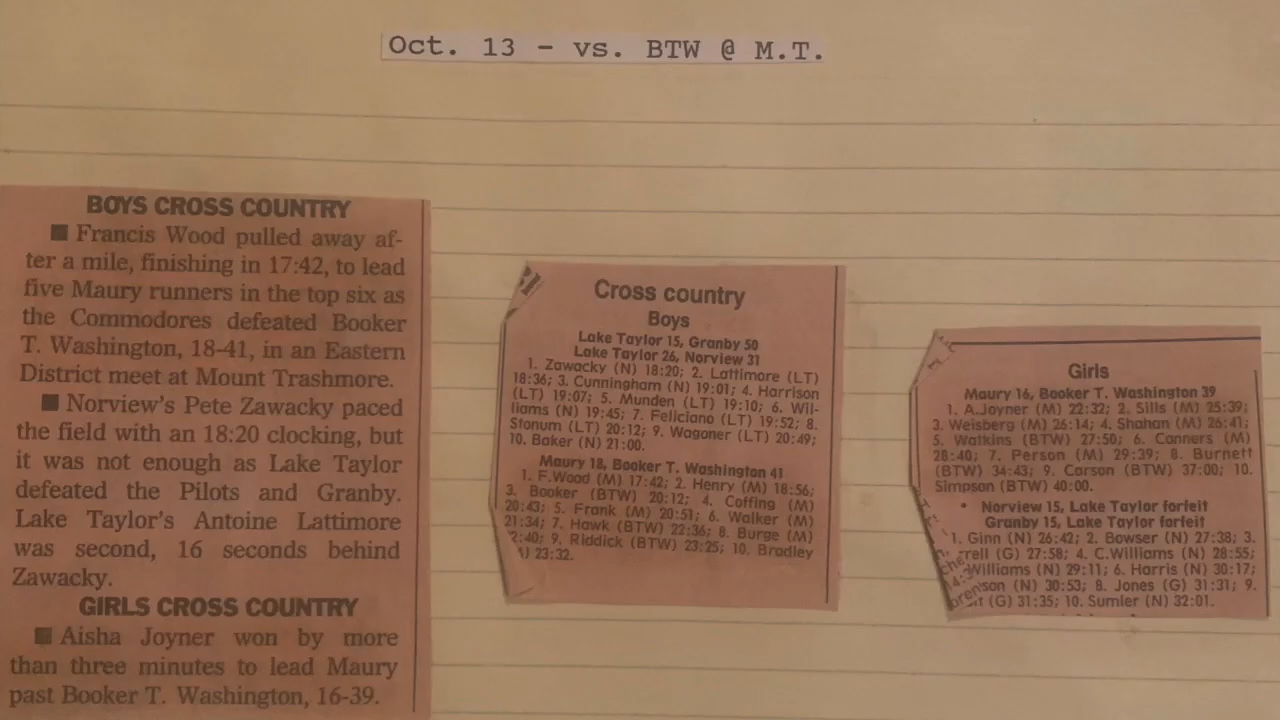 Oct. 13 - vs. BTW @ M.T.
BOYS CROSS COUNTRY
■ Francis Wood pulled away af-
ter a mile, finishing in 17:42, to lead
five Maury runners in the top six as
the Commodores defeated Booker
T. Washington, 18-41, in an Eastern
District meet at Mount Trashmore.
■ Norview's Pete Zawacky paced
the field with an 18:20 clocking, but
it was not enough as Lake Taylor
defeated the Pilots and Granby.
Lake Taylor's Antoine Lattimore
was second, 16 seconds behind
Zawacky.
GIRLS CROSS COUNTRY
■ Aisha Joyner won by more
than three minutes to lead Maury
past Booker T. Washington, 16-39.
Cross country
Boys
Lake Taylor 15, Granby 50
Lake Taylor 26, Norview 31
1. Zawacky (N) 18:20; 2. Lattimore (LT)
18:36; 3. Cunningham (N) 19:01; 4. Harrison
(LT) 19:07; 5. Munden (LT) 19:10; 6. Wil-
liams (N) 19:45; 7. Feliciano (LT) 19:52; 8.
Stonum (LT) 20:12; 9. Wagoner (LT) 20:49;
10. Baker (N) 21:00.
Maury 18, Booker T. Washington 41
1. F.Wood (M) 17:42; 2. Henry (M) 18:56;
3. Booker (BTW) 20:12; 4. Coffing (M)
20:43; 5. Frank (M) 20:51; 6. Walker (M)
21:34; 7. Hawk (BTW) 22:36; 8. Burge (M)
2:40; 9. Riddick (BTW) 23:25; 10. Bradley
) 23:32.
Girls
Maury 16, Booker T. Washington 39
1. A.Joyner (M) 22:32; 2. Sills (M) 25:39;
3. Weisberg (M) 26:14; 4. Shahan (M) 26:41;
5. Watkins (BTW) 27:50; 6. Conners (M)
28:40; 7. Person (M) 29:39; 8. Burnett
(BTW) 34:43; 9. Carson (BTW) 37:00; 10.
Simpson (BTW) 40:00.
• Norview 15, Lake Taylor forfeit
Granby 15, Lake Taylor forfeit
1. Ginn (N) 26:42; 2. Bowser (N) 27:38; 3.
rrell (G) 27:58; 4. C.Williams (N) 28:55;
Williams (N) 29:11; 6. Harris (N) 30:17;
son (N) 30:53; 8. Jones (G) 31:31; 9.
(G) 31:35; 10. Sumler (N) 32:01.